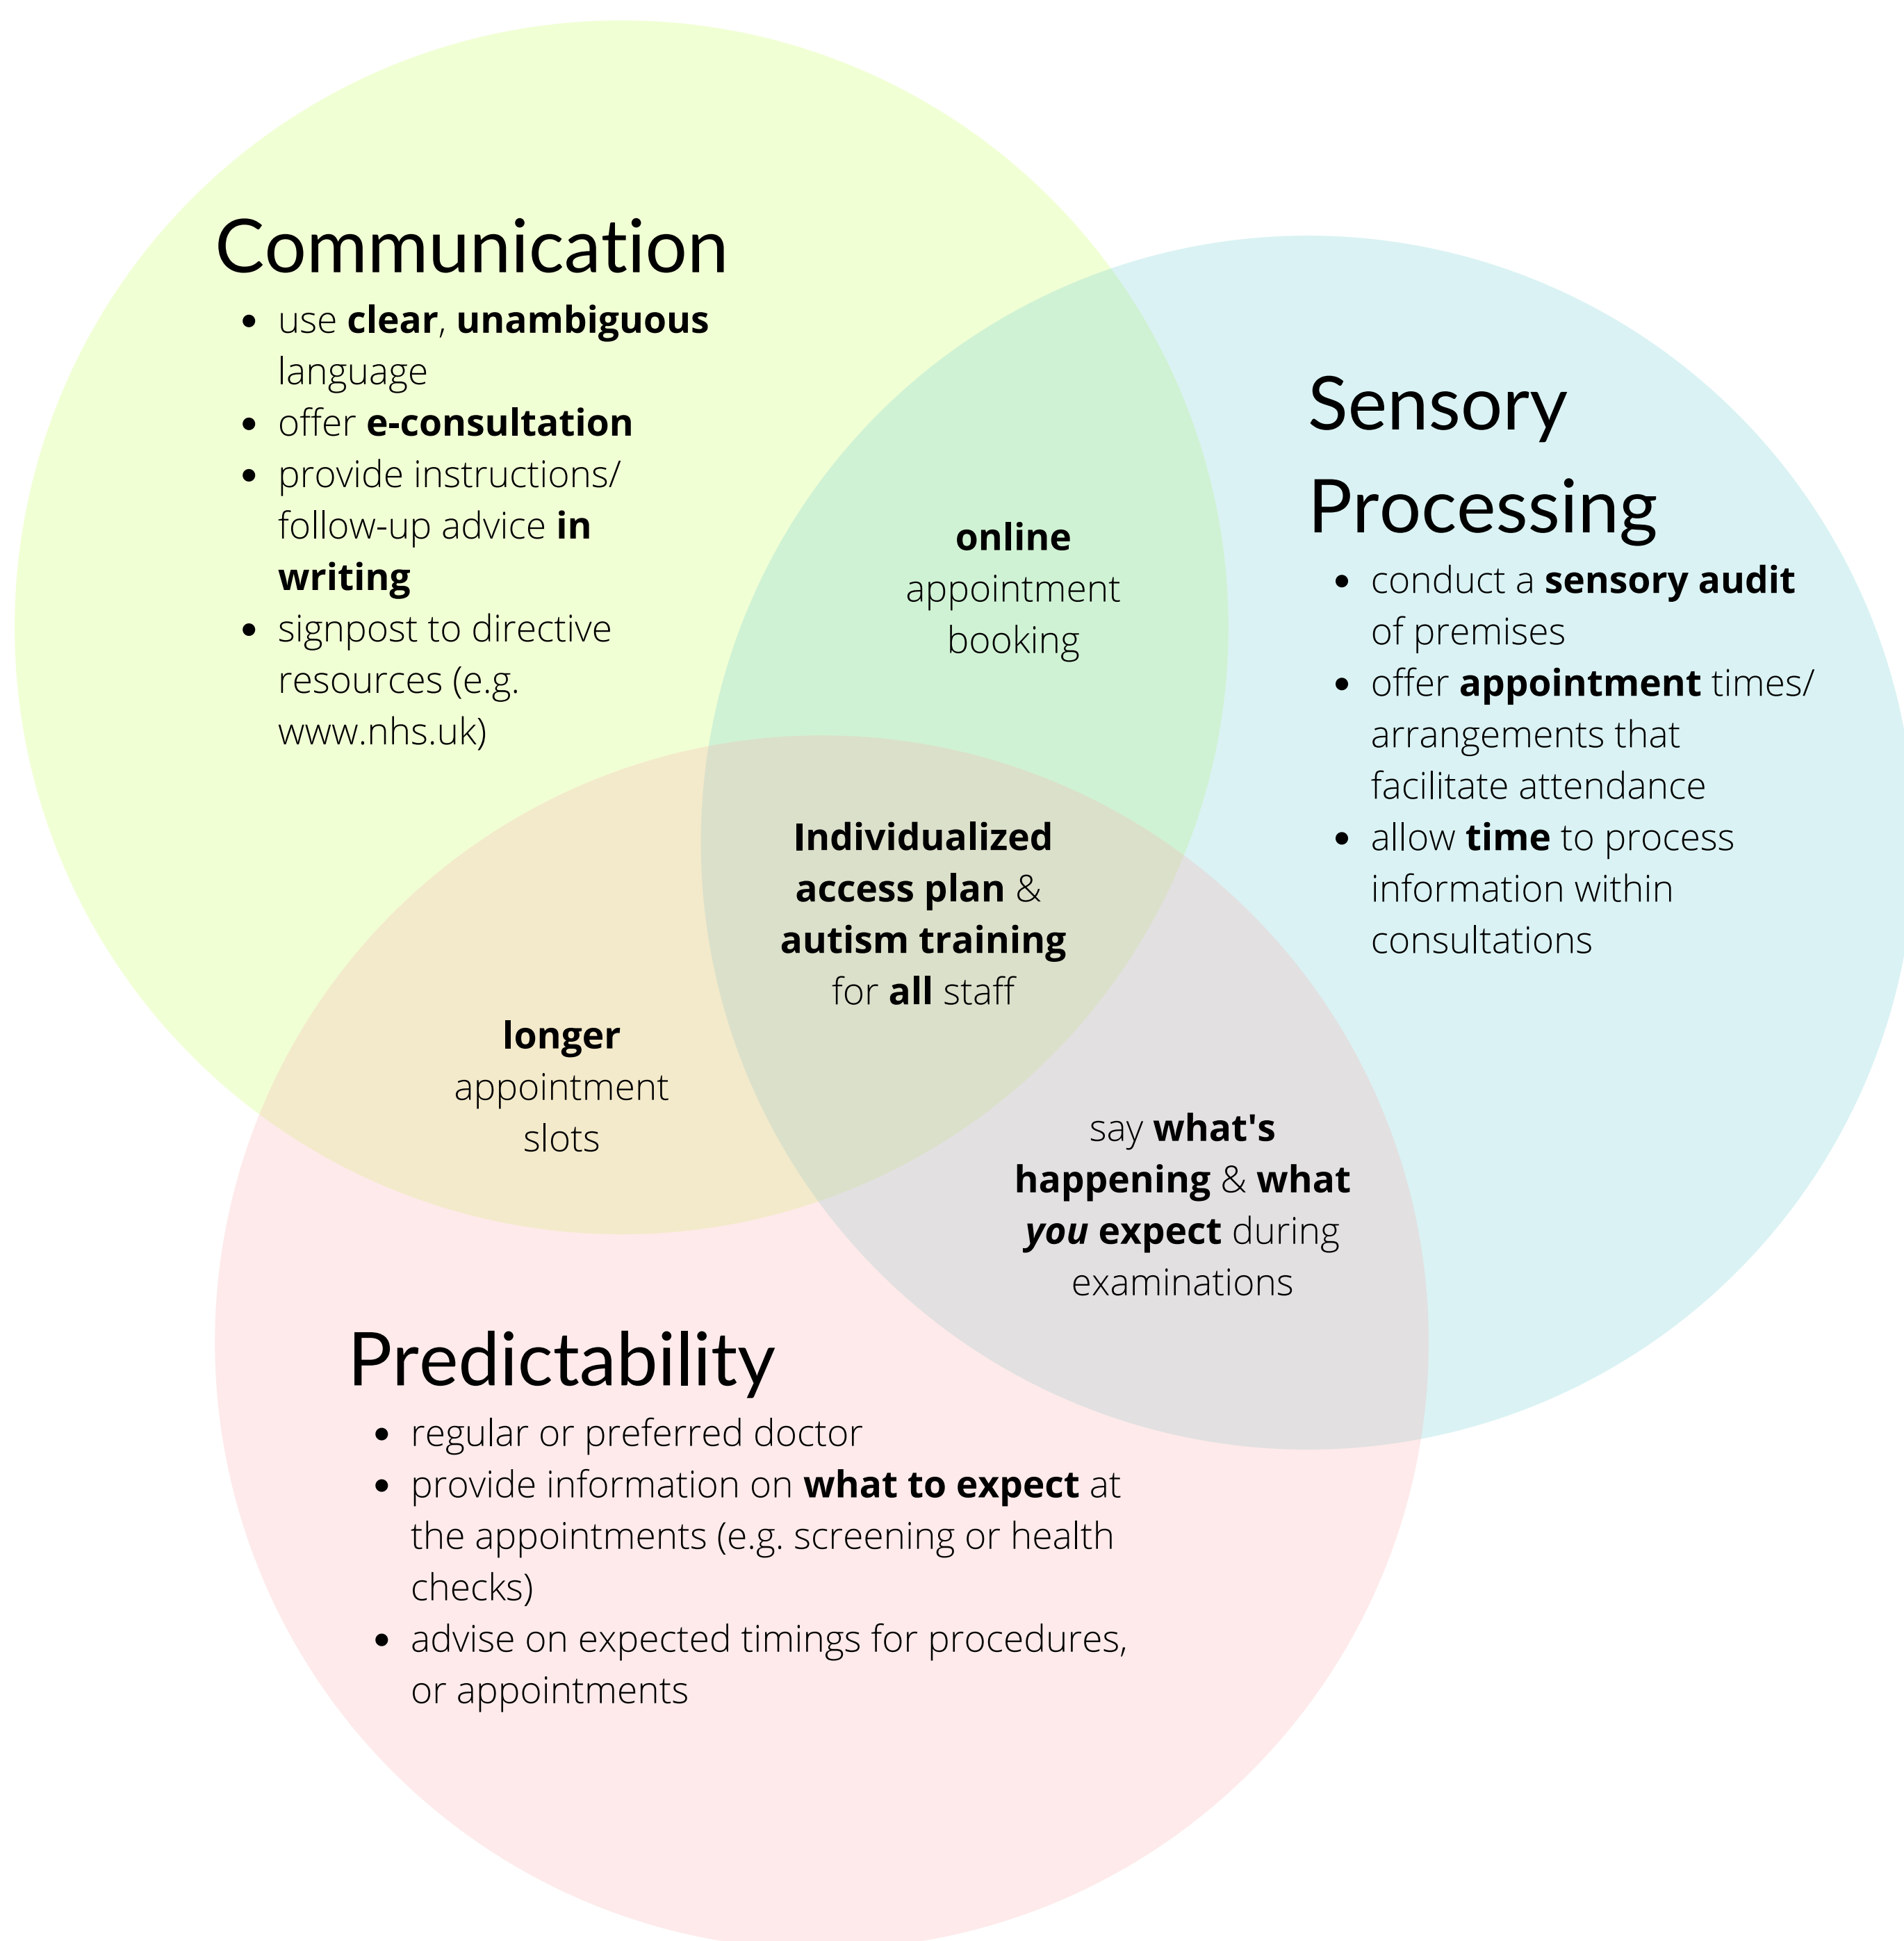 Communication
• use clear, unambiguous
language
• offer e-consultation
• provide instructions/
follow-up advice in
writing
• signpost to directive
resources (e.g.
www.nhs.uk)
Sensory
Processing
• conduct a sensory audit
of premises
• offer appointment times/
arrangements that
facilitate attendance
• allow time to process
information within
consultations
online
appointment
booking
Individualized
access plan &
autism training
for all staff
longer
appointment
slots
say what's
happening & what
you expect during
examinations
Predictability
• regular or preferred doctor
• provide information on what to expect at
the appointments (e.g. screening or health
checks)
• advise on expected timings for procedures,
or appointments